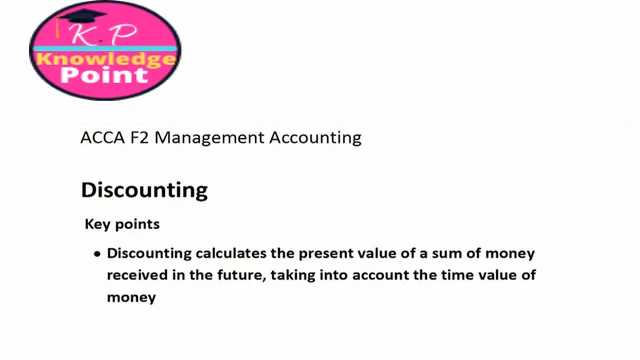 K.P
Knowledge
Point
ACCA F2 Management Accounting
Discounting
Key points
• Discounting calculates the present value of a sum of money
received in the future, taking into account the time value of
money